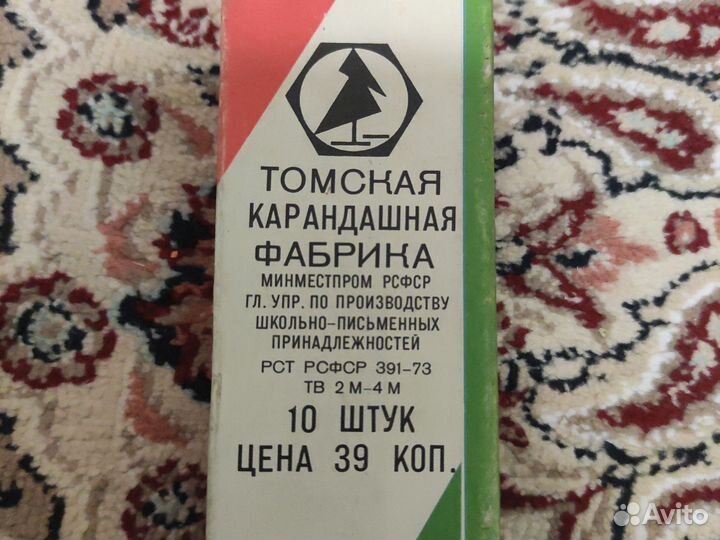 ТОМСКАЯ
КАРАНДАШНАЯ
ФАБРИКА
МИНМЕСТПРОМ РСФСР
ГЛ. УПР. ПО ПРОИЗВОДСТВУ
ШКОЛЬНО-ПИСЬМЕННЫХ
ПРИНАДЛЕЖНОСТЕЙ
РСТ РСФСР 391-73
ТВ 2М-4М
10 ШТУК
ЦЕНА 39 КОП.
Avito